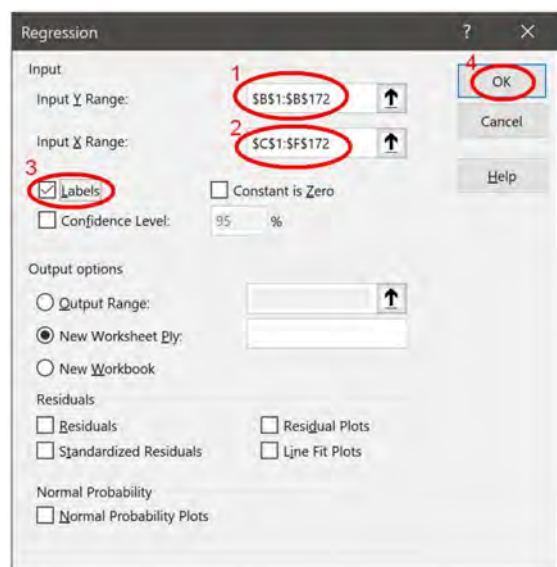 Regression ? ×
Input
1
Input Y Range: $B$1:$B$172
2
Input X Range: $C$1:$F$172
3
Labels
Constant is Zero
Confidence Level: 95 %
4
OK
Cancel
Help
Output options
Output Range:
New Worksheet Ply:
New Workbook
Residuals
Residuals
Residual Plots
Standardized Residuals
Line Fit Plots
Normal Probability
Normal Probability Plots